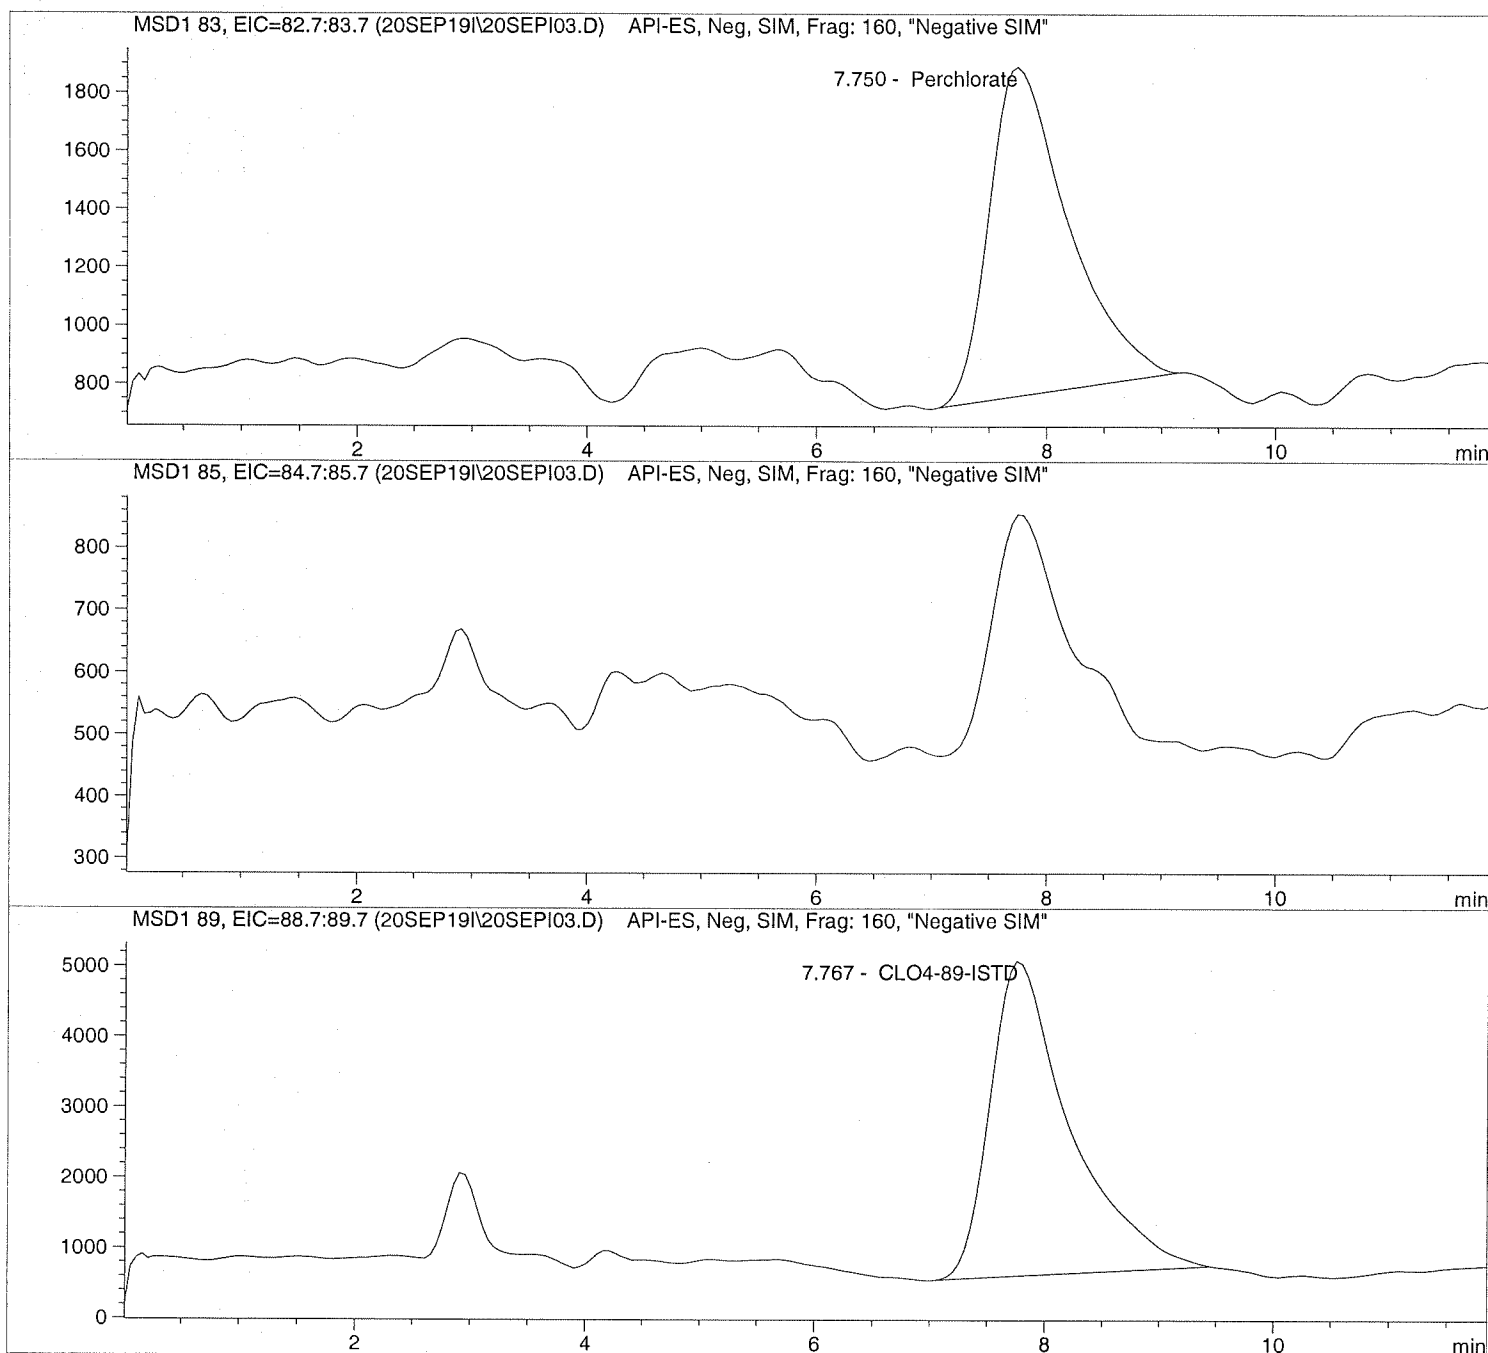 MSD1 83, EIC=82.7:83.7 (20SEP19I\20SEPI03.D) API-ES, Neg, SIM, Frag: 160, "Negative SIM"
7.750 - Perchlorate
1800
1600
1400
1200
1000
800
2 4 6 8 10 min
MSD1 85, EIC=84.7:85.7 (20SEP19I\20SEPI03.D) API-ES, Neg, SIM, Frag: 160, "Negative SIM"
800
700
600
500
400
300
2 4 6 8 10 min
MSD1 89, EIC=88.7:89.7 (20SEP19I\20SEPI03.D) API-ES, Neg, SIM, Frag: 160, "Negative SIM"
7.767 - CLO4-89-ISTD
5000
4000
3000
2000
1000
0
2 4 6 8 10 min